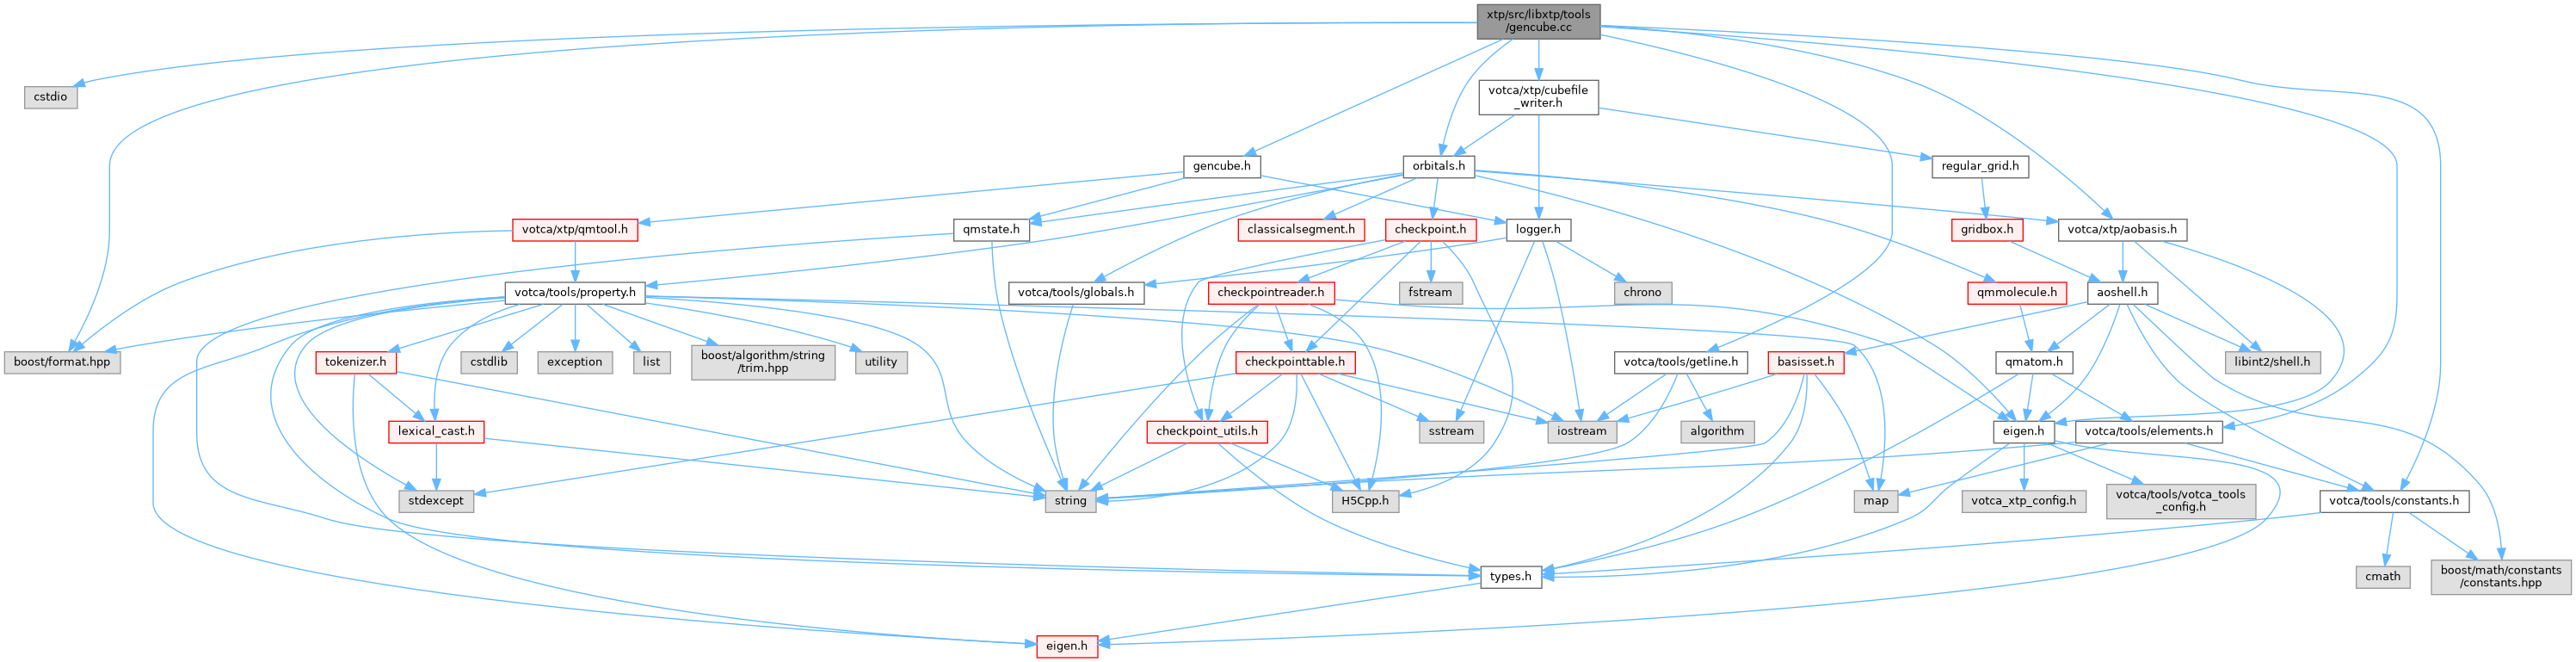 xtp/src/libxtp/tools
/gencube.cc
cstdio
votca/xtp/cubefile
_writer.h
gencube.h
orbitals.h
regular_grid.h
votca/xtp/qmtool.h
qmstate.h
classicalsegment.h
checkpoint.h
logger.h
gridbox.h
votca/xtp/aobasis.h
votca/tools/property.h
votca/tools/globals.h
checkpointreader.h
fstream
chrono
qmmolecule.h
aoshell.h
boost/format.hpp
tokenizer.h
cstdlib
exception
list
boost/algorithm/string
/trim.hpp
utility
checkpointtable.h
votca/tools/getline.h
basisset.h
qmatom.h
libint2/shell.h
lexical_cast.h
checkpoint_utils.h
sstream
iostream
algorithm
eigen.h
votca/tools/elements.h
stdexcept
string
H5Cpp.h
map
votca_xtp_config.h
votca/tools/votca_tools
_config.h
votca/tools/constants.h
types.h
cmath
boost/math/constants
/constants.hpp
eigen.h